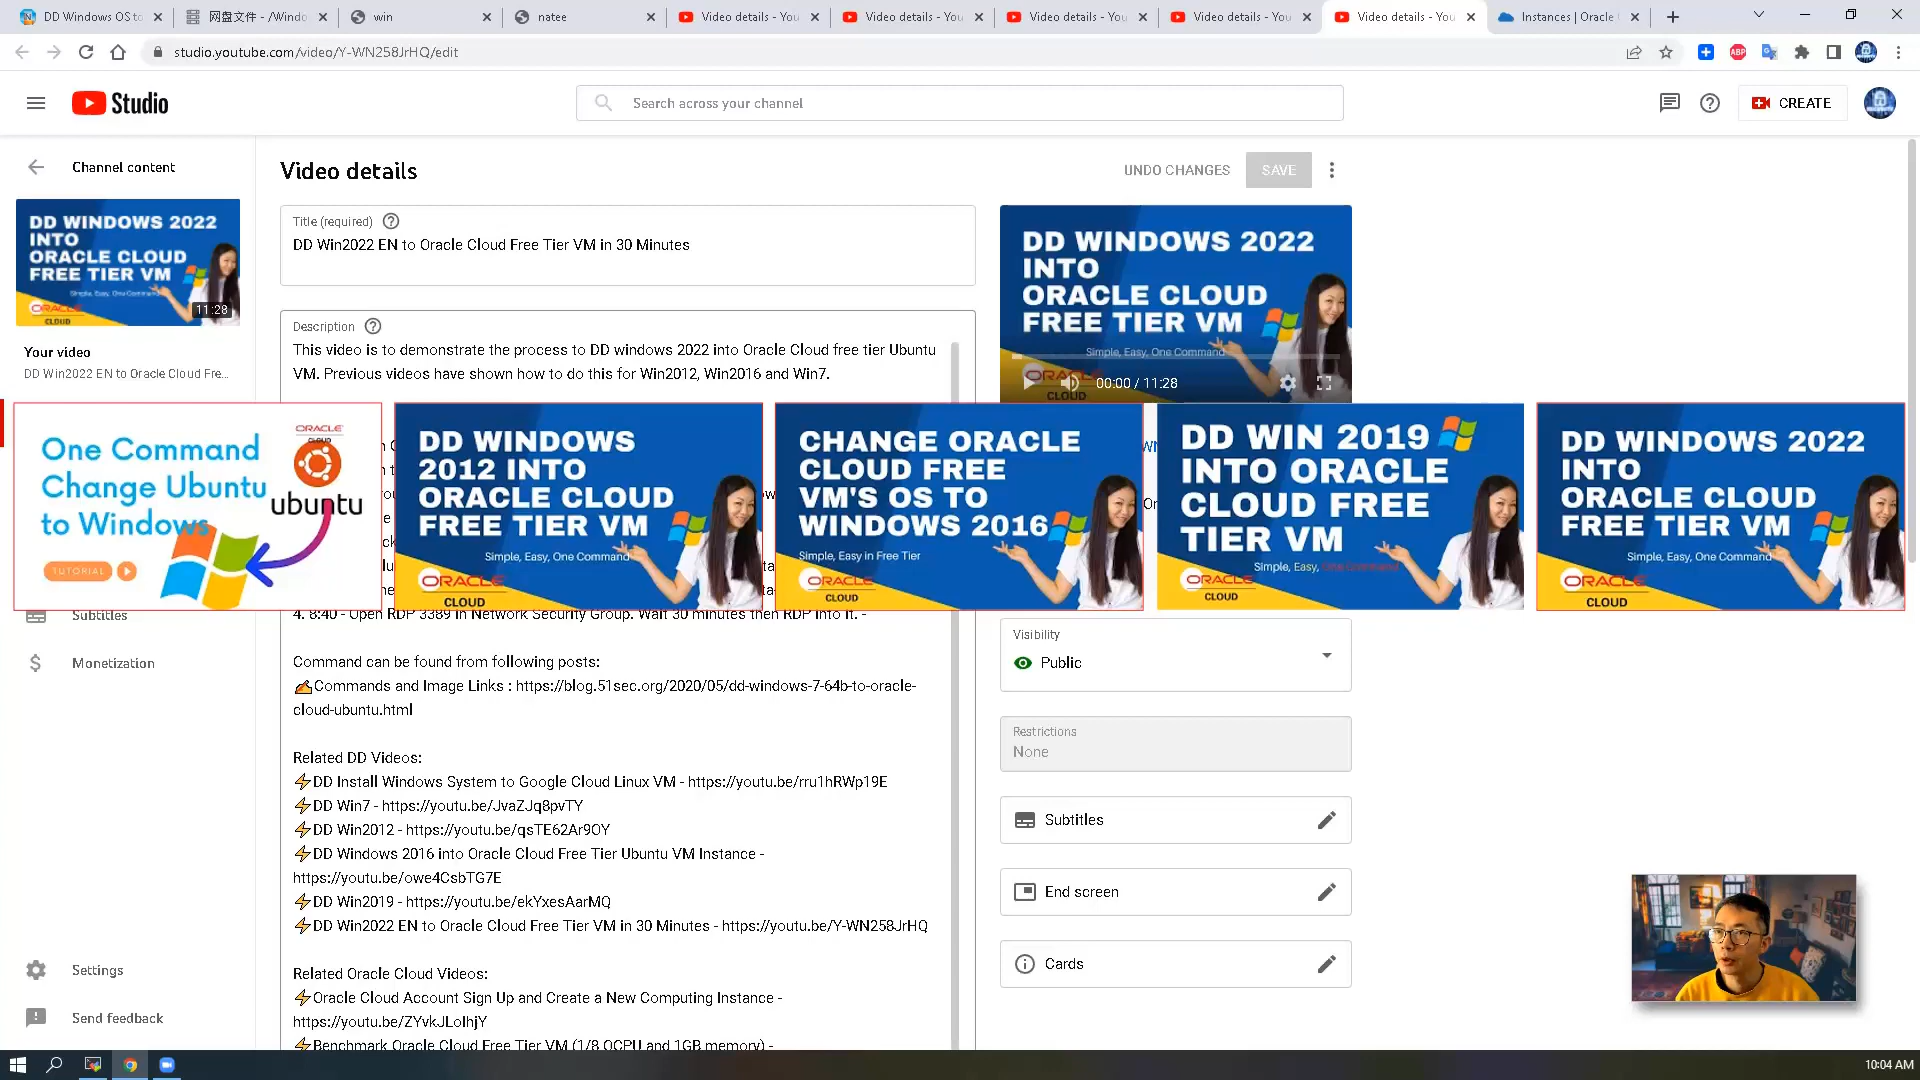 DD Windows OS to
网盘文件 - /Windo
win
natee
Video details - You
Video details - You
Video details - You
Video details - You
Video details - You
Instances | Oracle
studio.youtube.com/video/Y-WN258JrHQ/edit
ABP
Studio
Search across your channel
CREATE
Channel content
Video details
UNDO CHANGES
SAVE
DD WINDOWS 2022
INTO
ORACLE CLOUD
FREE TIER VM
Simple, Easy, One Command
ORACLE
CLOUD
11:28
Your video
DD Win2022 EN to Oracle Cloud Fre...
Title (required)
DD Win2022 EN to Oracle Cloud Free Tier VM in 30 Minutes
Description
This video is to demonstrate the process to DD windows 2022 into Oracle Cloud free tier Ubuntu
VM. Previous videos have shown how to do this for Win2012, Win2016 and Win7.
DD WINDOWS 2022
INTO
ORACLE CLOUD
FREE TIER VM
Simple, Easy, One Command
ORACLE
CLOUD
00:00 / 11:28
One Command
Change Ubuntu
to Windows
TUTORIAL
ORACLE
CLOUD
ubuntu
DD WINDOWS
2012 INTO
ORACLE CLOUD
FREE TIER VM
Simple, Easy, One Command
ORACLE
CLOUD
CHANGE ORACLE
CLOUD FREE
VM'S OS TO
WINDOWS 2016
Simple, Easy in Free Tier
ORACLE
CLOUD
DD WIN 2019
INTO ORACLE
CLOUD FREE
TIER VM
Simple, Easy, One Command
ORACLE
CLOUD
DD WINDOWS 2022
INTO
ORACLE CLOUD
FREE TIER VM
Simple, Easy, One Command
ORACLE
CLOUD
4. 8:40 - Open RDP 3389 in Network Security Group. Wait 30 minutes then RDP into it. -
Command can be found from following posts:
✍Commands and Image Links : https://blog.51sec.org/2020/05/dd-windows-7-64b-to-oracle-
cloud-ubuntu.html
Related DD Videos:
⚡DD Install Windows System to Google Cloud Linux VM - https://youtu.be/rru1hRWp19E
⚡DD Win7 - https://youtu.be/JvaZJq8pvTY
⚡DD Win2012 - https://youtu.be/qsTE62Ar9OY
⚡DD Windows 2016 into Oracle Cloud Free Tier Ubuntu VM Instance -
https://youtu.be/owe4CsbTG7E
⚡DD Win2019 - https://youtu.be/ekYxesAarMQ
⚡DD Win2022 EN to Oracle Cloud Free Tier VM in 30 Minutes - https://youtu.be/Y-WN258JrHQ
Related Oracle Cloud Videos:
⚡Oracle Cloud Account Sign Up and Create a New Computing Instance -
https://youtu.be/ZYvkJLolhjY
⚡Benchmark Oracle Cloud Free Tier VM (1/8 OCPU and 1GB memory) -
Subtitles
Monetization
Settings
Send feedback
Visibility
Public
Restrictions
None
Subtitles
End screen
Cards
10:04 AM